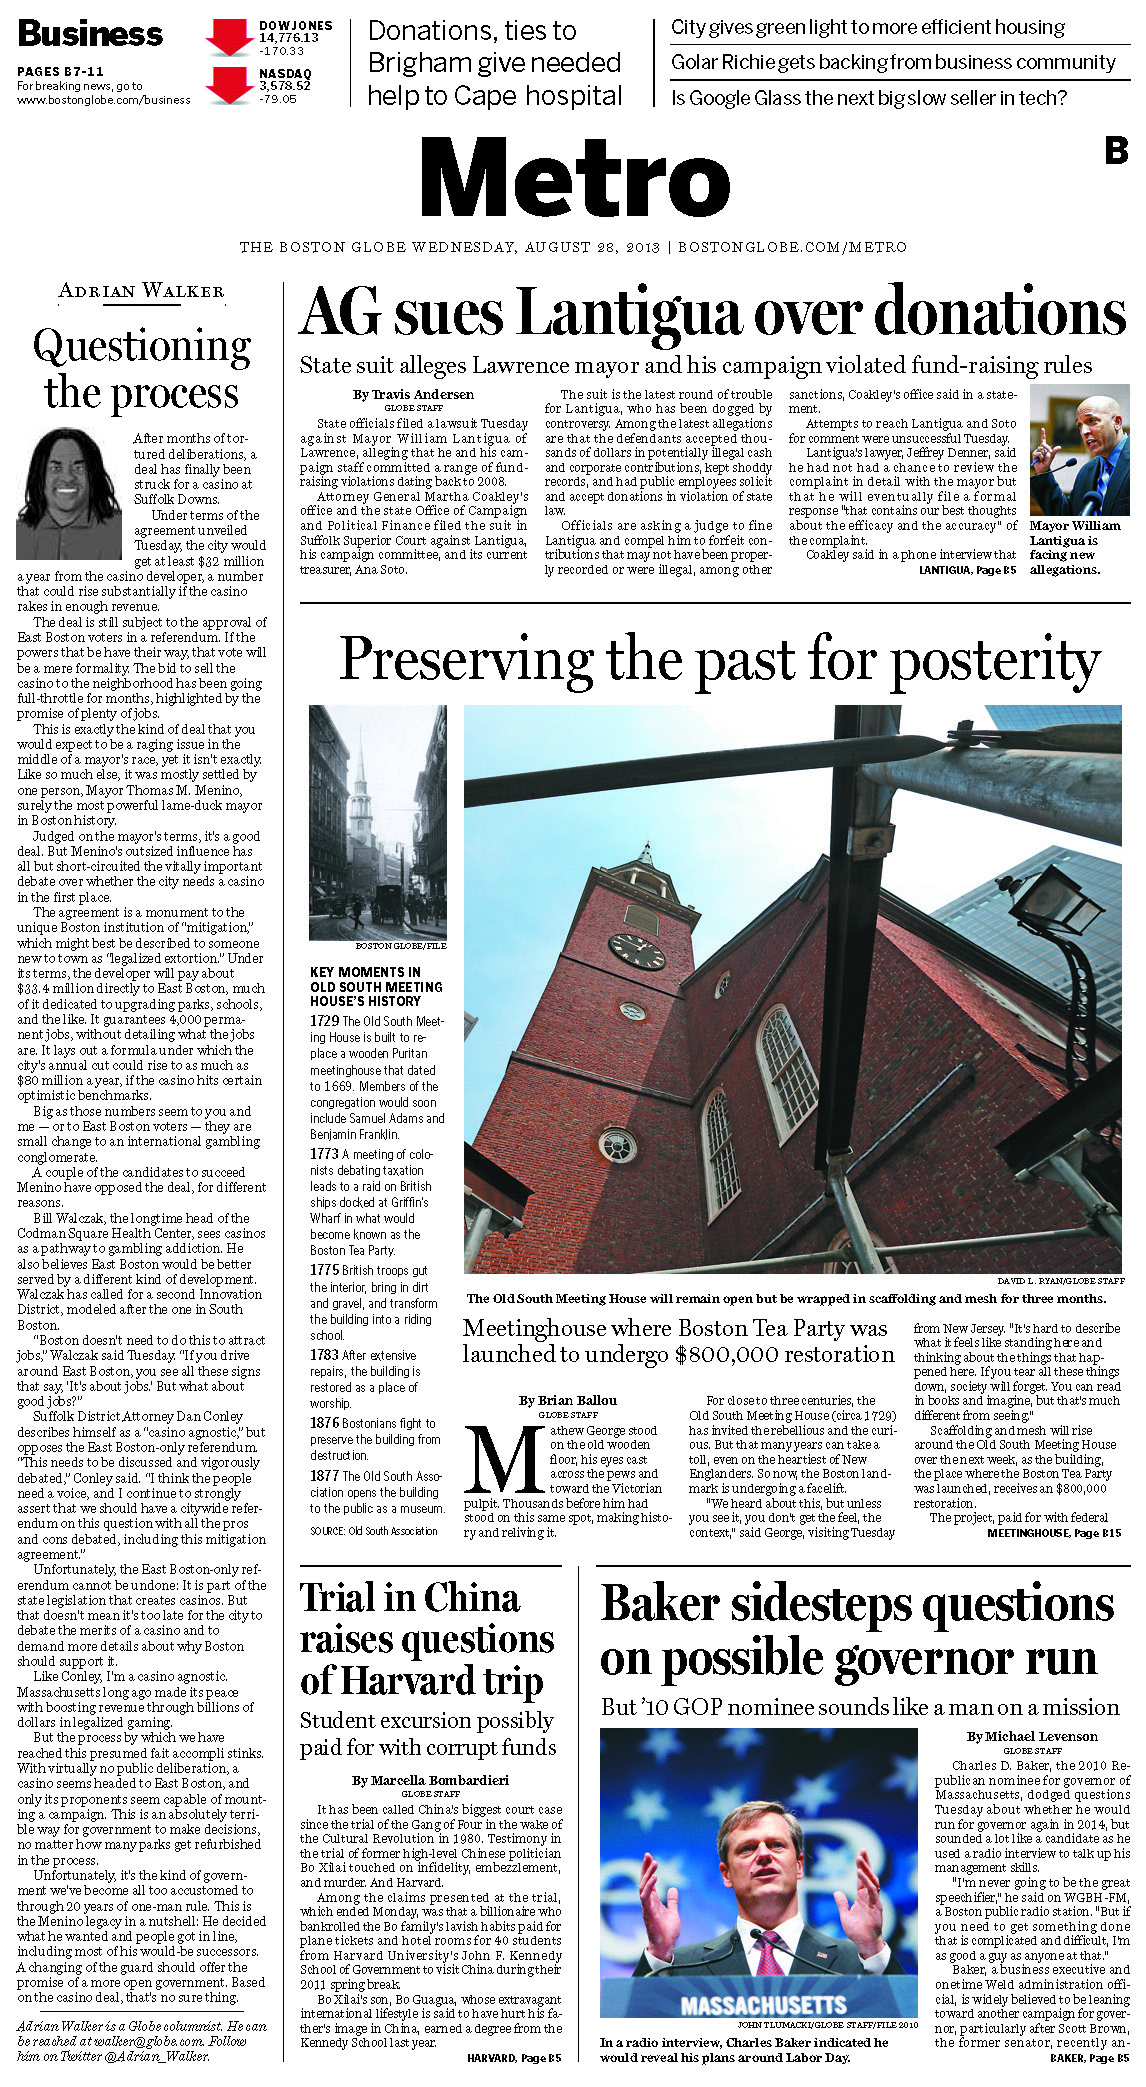 Business
PAGES B7-11
For breaking news, go to
www.bostonglobe.com/business
DOW JONES
14,776.13
-170.33
NASDAQ
3,578.52
-79.05
Donations, ties to
Brigham give needed
help to Cape hospital
City gives green light to more efficient housing
Golar Richie gets backing from business community
Is Google Glass the next big slow seller in tech?
Metro
B
THE BOSTON GLOBE WEDNESDAY, AUGUST 28, 2013 | BOSTONGLOBE.COM/METRO
ADRIAN WALKER
Questioning
the process
After months of tor-
tured deliberations, a
deal has finally been
struck for a casino at
Suffolk Downs.
Under terms of the
agreement unveiled
Tuesday, the city would
get at least $32 million
a year from the casino developer, a number
that could rise substantially if the casino
rakes in enough revenue.
The deal is still subject to the approval of
East Boston voters in a referendum. If the
powers that be have their way, that vote will
be a mere formality. The bid to sell the
casino to the neighborhood has been going
full-throttle for months, highlighted by the
promise of plenty of jobs.
This is exactly the kind of deal that you
would expect to be a raging issue in the
middle of a mayor's race, yet it isn't exactly.
Like so much else, it was mostly settled by
one person, Mayor Thomas M. Menino,
surely the most powerful lame-duck mayor
in Boston history.
Judged on the mayor's terms, it's a good
deal. But Menino's outsized influence has
all but short-circuited the vitally important
debate over whether the city needs a casino
in the first place.
The agreement is a monument to the
unique Boston institution of "mitigation,"
which might best be described to someone
new to town as "legalized extortion." Under
its terms, the developer will pay about
$33.4 million directly to East Boston, much
of it dedicated to upgrading parks, schools,
and the like. It guarantees 4,000 perma-
nent jobs, without detailing what the jobs
are. It lays out a formula under which the
city's annual cut could rise to as much as
$80 million a year, if the casino hits certain
optimistic benchmarks.
Big as those numbers seem to you and
me — or to East Boston voters — they are
small change to an international gambling
conglomerate.
A couple of the candidates to succeed
Menino have opposed the deal, for different
reasons.
Bill Walczak, the longtime head of the
Codman Square Health Center, sees casinos
as a pathway to gambling addiction. He
also believes East Boston would be better
served by a different kind of development.
Walczak has called for a second Innovation
District, modeled after the one in South
Boston.
"Boston doesn't need to do this to attract
jobs," Walczak said Tuesday. "If you drive
around East Boston, you see all these signs
that say, 'It's about jobs.' But what about
good jobs?"
Suffolk District Attorney Dan Conley
describes himself as a "casino agnostic," but
opposes the East Boston-only referendum.
"This needs to be discussed and vigorously
debated," Conley said. "I think the people
need a voice, and I continue to strongly
assert that we should have a citywide refer-
endum on this question with all the pros
and cons debated, including this mitigation
agreement."
Unfortunately, the East Boston-only ref-
erendum cannot be undone: It is part of the
state legislation that creates casinos. But
that doesn't mean it's too late for the city to
debate the merits of a casino and to
demand more details about why Boston
should support it.
Like Conley, I'm a casino agnostic.
Massachusetts long ago made its peace
with boosting revenue through billions of
dollars in legalized gaming.
But the process by which we have
reached this presumed fait accompli stinks.
With virtually no public deliberation, a
casino seems headed to East Boston, and
only its proponents seem capable of mount-
ing a campaign. This is an absolutely terri-
ble way for government to make decisions,
no matter how many parks get refurbished
in the process.
Unfortunately, it's the kind of govern-
ment we've become all too accustomed to
through 20 years of one-man rule. This is
the Menino legacy in a nutshell: He decided
what he wanted and people got in line,
including most of his would-be successors.
A changing of the guard should offer the
promise of a more open government. Based
on the casino deal, that's no sure thing.
Adrian Walker is a Globe columnist. He can
be reached at walker@globe.com. Follow
him on Twitter @Adrian_Walker.
AG sues Lantigua over donations
State suit alleges Lawrence mayor and his campaign violated fund-raising rules
By Travis Andersen
GLOBE STAFF
State officials filed a lawsuit Tuesday
against Mayor William Lantigua of
Lawrence, alleging that he and his cam-
paign staff committed a range of fund-
raising violations dating back to 2008.
Attorney General Martha Coakley's
office and the state Office of Campaign
and Political Finance filed the suit in
Suffolk Superior Court against Lantigua,
his campaign committee, and its current
treasurer, Ana Soto.
The suit is the latest round of trouble
for Lantigua, who has been dogged by
controversy. Among the latest allegations
are that the defendants accepted thou-
sands of dollars in potentially illegal cash
and corporate contributions, kept shoddy
records, and had public employees solicit
and accept donations in violation of state
law.
Officials are asking a judge to fine
Lantigua and compel him to forfeit con-
tributions that may not have been proper-
ly recorded or were illegal, among other
sanctions, Coakley's office said in a state-
ment.
Attempts to reach Lantigua and Soto
for comment were unsuccessful Tuesday.
Lantigua's lawyer, Jeffrey Denner, said
he had not had a chance to review the
complaint in detail with the mayor but
that he will eventually file a formal
response "that contains our best thoughts
about the efficacy and the accuracy" of
the complaint.
Coakley said in a phone interview that
LANTIGUA, Page B5
Mayor William
Lantigua is
facing new
allegations.
Preserving the past for posterity
BOSTON GLOBE/FILE
KEY MOMENTS IN
OLD SOUTH MEETING
HOUSE'S HISTORY
1729 The Old South Meet-
ing House is built to re-
place a wooden Puritan
meetinghouse that dated
to 1669. Members of the
congregation would soon
include Samuel Adams and
Benjamin Franklin.
1773 A meeting of colo-
nists debating taxation
leads to a raid on British
ships docked at Griffin's
Wharf in what would
become known as the
Boston Tea Party.
1775 British troops gut
the interior, bring in dirt
and gravel, and transform
the building into a riding
school.
1783 After extensive
repairs, the building is
restored as a place of
worship.
1876 Bostonians fight to
preserve the building from
destruction.
1877 The Old South Asso-
ciation opens the building
to the public as a museum.
SOURCE: Old South Association
DAVID L. RYAN/GLOBE STAFF
The Old South Meeting House will remain open but be wrapped in scaffolding and mesh for three months.
Meetinghouse where Boston Tea Party was
launched to undergo $800,000 restoration
By Brian Ballou
GLOBE STAFF
Mathew George stood
on the old wooden
floor, his eyes cast
across the pews and
toward the Victorian
pulpit. Thousands before him had
stood on this same spot, making histo-
ry and reliving it.
For close to three centuries, the
Old South Meeting House (circa 1729)
has invited the rebellious and the curi-
ous. But that many years can take a
toll, even on the heartiest of New
Englanders. So now, the Boston land-
mark is undergoing a facelift.
"We heard about this, but unless
you see it, you don't get the feel, the
context," said George, visiting Tuesday
from New Jersey. "It's hard to describe
what it feels like standing here and
thinking about the things that hap-
pened here. If you tear all these things
down, society will forget. You can read
in books and imagine, but that's much
different from seeing."
Scaffolding and mesh will rise
around the Old South Meeting House
over the next week, as the building,
the place where the Boston Tea Party
was launched, receives an $800,000
restoration.
The project, paid for with federal
MEETINGHOUSE, Page B15
Trial in China
raises questions
of Harvard trip
Student excursion possibly
paid for with corrupt funds
By Marcella Bombardieri
GLOBE STAFF
It has been called China's biggest court case
since the trial of the Gang of Four in the wake of
the Cultural Revolution in 1980. Testimony in
the trial of former high-level Chinese politician
Bo Xilai touched on infidelity, embezzlement,
and murder. And Harvard.
Among the claims presented at the trial,
which ended Monday, was that a billionaire who
bankrolled the Bo family's lavish habits paid for
plane tickets and hotel rooms for 40 students
from Harvard University's John F. Kennedy
School of Government to visit China during their
2011 spring break.
Bo Xilai's son, Bo Guagua, whose extravagant
international lifestyle is said to have hurt his fa-
ther's image in China, earned a degree from the
Kennedy School last year.
HARVARD, Page B5
Baker sidesteps questions
on possible governor run
But '10 GOP nominee sounds like a man on a mission
MASSACHUSETTS
JOHN TLUMACKI/GLOBE STAFF/FILE 2010
In a radio interview, Charles Baker indicated he
would reveal his plans around Labor Day.
By Michael Levenson
GLOBE STAFF
Charles D. Baker, the 2010 Re-
publican nominee for governor of
Massachusetts, dodged questions
Tuesday about whether he would
run for governor again in 2014, but
sounded a lot like a candidate as he
used a radio interview to talk up his
management skills.
"I'm never going to be the great
speechifier," he said on WGBH-FM,
a Boston public radio station. "But if
you need to get something done
that is complicated and difficult, I'm
as good a guy as anyone at that."
Baker, a business executive and
onetime Weld administration offi-
cial, is widely believed to be leaning
toward another campaign for gover-
nor, particularly after Scott Brown,
the former senator, recently an-
BAKER, Page B5